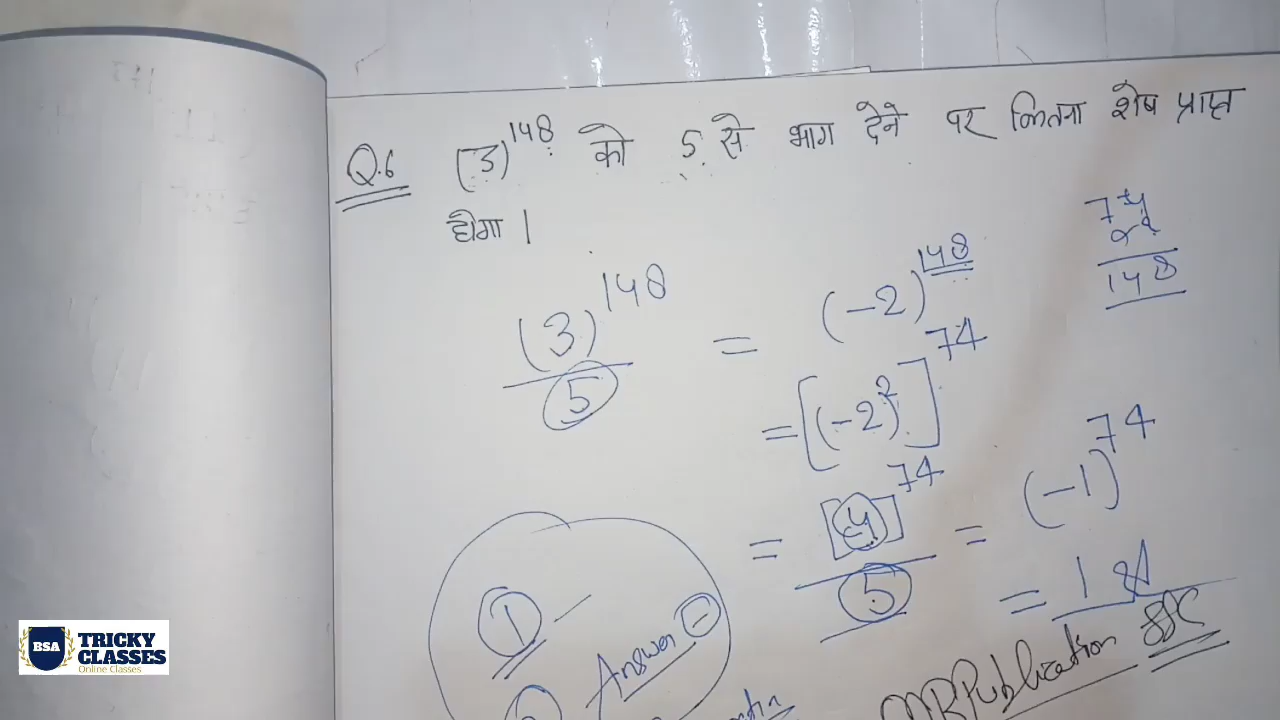 Q.6 (3)^148 को 5 से भाग देने पर कितना शेष प्राप्त
होगा ।
74
×2
148
(3)^148 / 5 = (-2)^148
= [(-2)^2]^74
= [4]^74 / 5 = (-1)^74
= 1
1
Answer =
MB Publication SSC
BSA
TRICKY
CLASSES
Online Classes